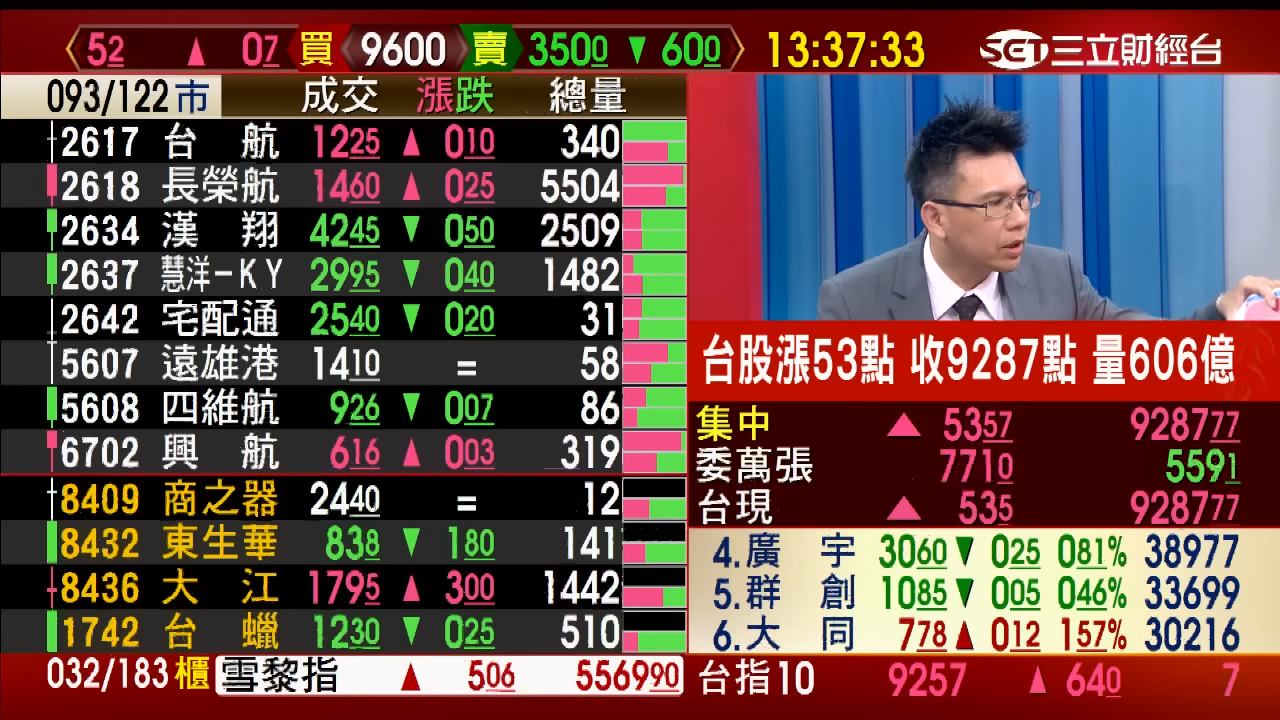 52 ▲ 07 買 9600 賣 3500 ▼ 600 13:37:33 SET三立財經台
093/122市 成交 漲跌 總量
2617 台航 1225 ▲ 010 340
2618 長榮航 1460 ▲ 025 5504
2634 漢翔 4245 ▼ 050 2509
2637 慧洋－KY 2995 ▼ 040 1482
2642 宅配通 2540 ▼ 020 31
5607 遠雄港 1410 = 58
5608 四維航 926 ▼ 007 86
6702 興航 616 ▲ 003 319
8409 商之器 2440 = 12
8432 東生華 838 ▼ 180 141
8436 大江 1795 ▲ 300 1442
1742 台蠟 1230 ▼ 025 510
032/183櫃 雪黎指 ▲ 506 556990
台股漲53點 收9287點 量606億
集中 ▲ 5357 928777
委萬張 7710 5591
台現 ▲ 535 928777
4.廣宇 3060 ▼ 025 081% 38977
5.群創 1085 ▼ 005 046% 33699
6.大同 778 ▲ 012 157% 30216
台指10 9257 ▲ 640 7